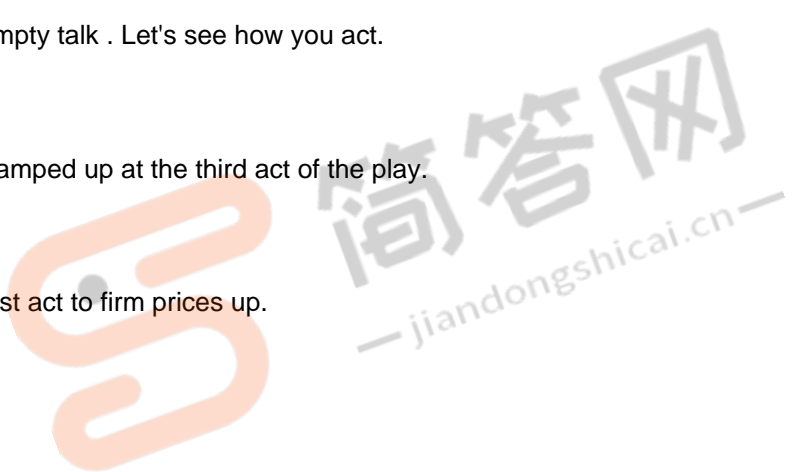 mpty talk . Let's see how you act.
amped up at the third act of the play.
st act to firm prices up.
简答网
jiandongshicai.cn